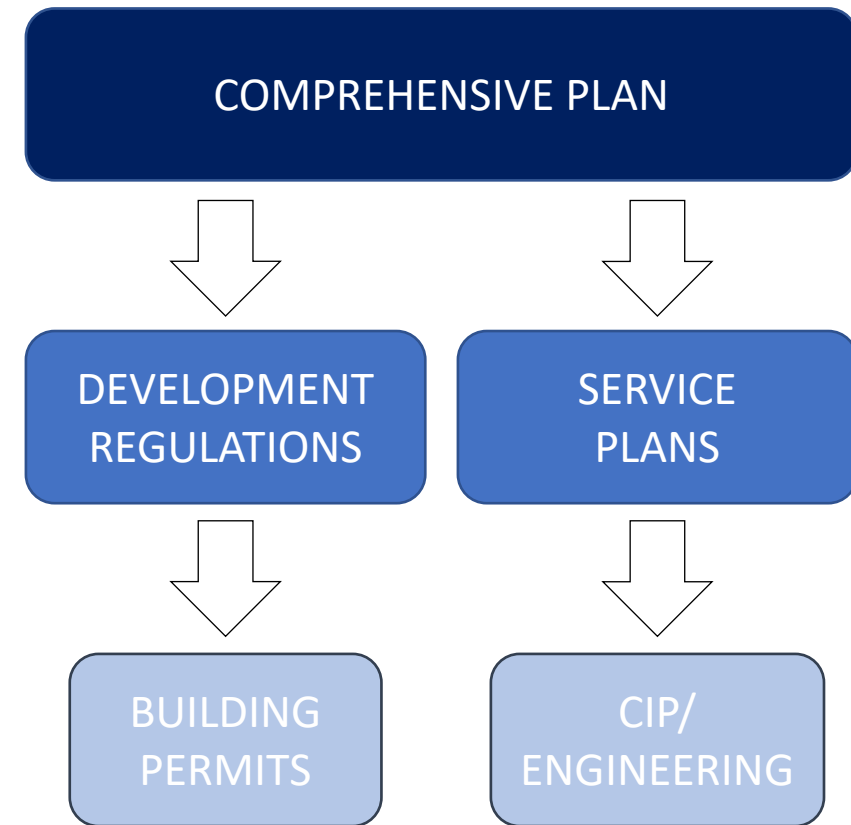 COMPREHENSIVE PLAN
DEVELOPMENT
REGULATIONS
SERVICE
PLANS
BUILDING
PERMITS
CIP/
ENGINEERING